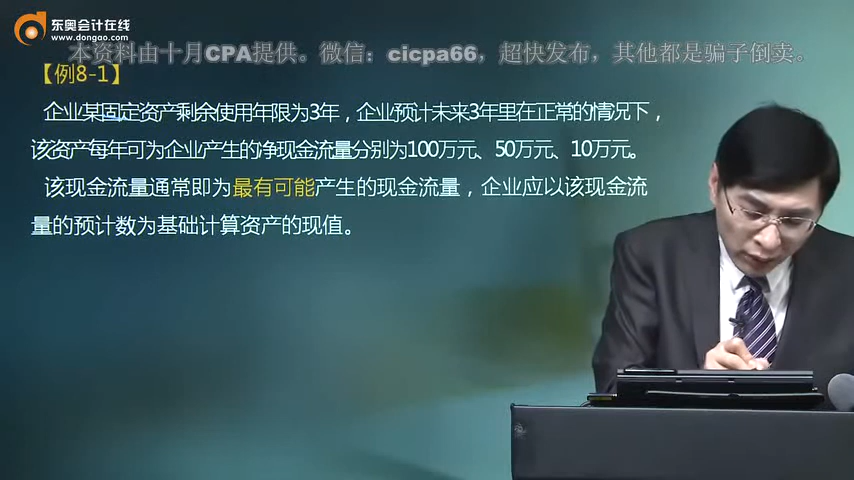 东奥会计在线
www.dongao.com
本资料由十月CPA提供。微信：cicpa66，超快发布，其他都是骗子倒卖。
【例8-1】
企业某固定资产剩余使用年限为3年，企业预计未来3年里在正常的情况下，
该资产每年可为企业产生的净现金流量分别为100万元、50万元、10万元。
该现金流量通常即为最有可能产生的现金流量，企业应以该现金流
量的预计数为基础计算资产的现值。